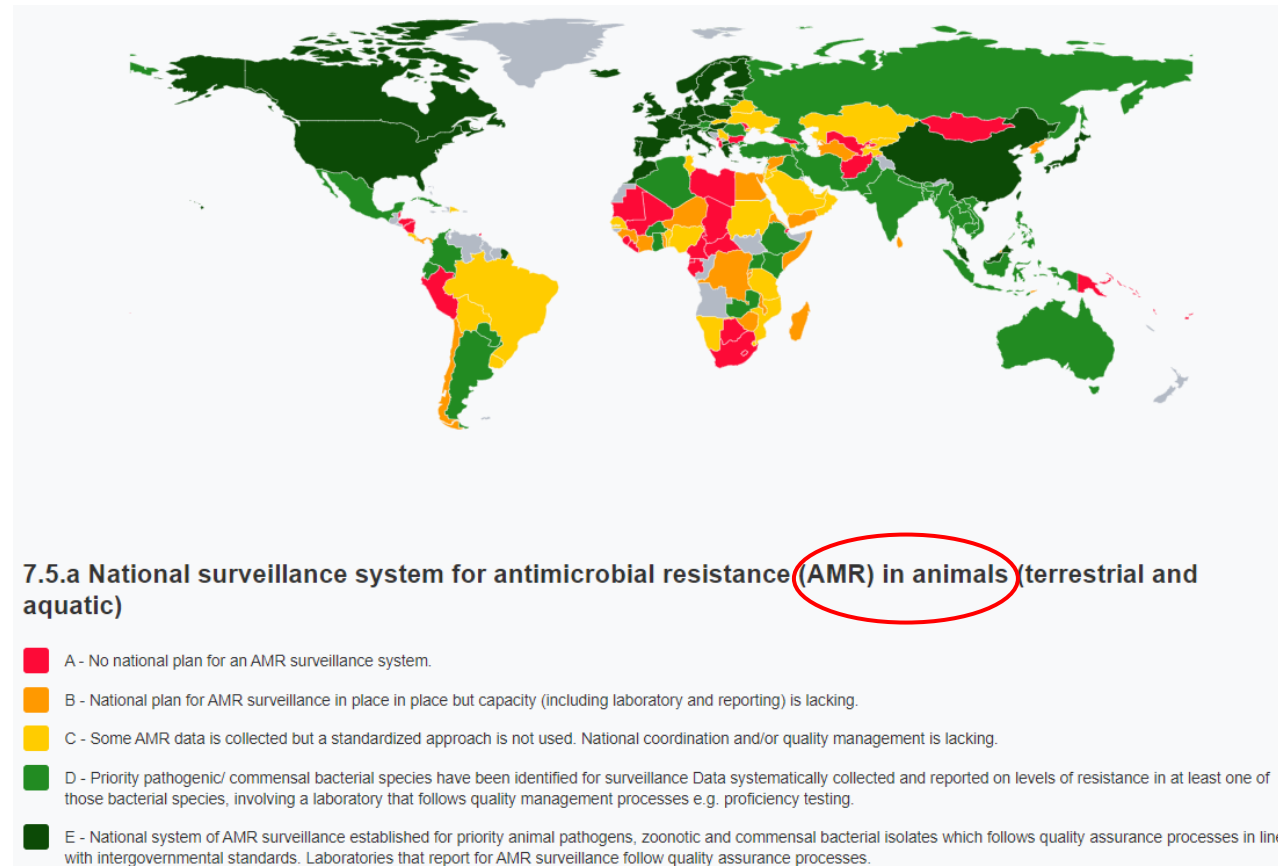 7.5.a National surveillance system for antimicrobial resistance (AMR) in animals (terrestrial and
aquatic)
A - No national plan for an AMR surveillance system.
B - National plan for AMR surveillance in place in place but capacity (including laboratory and reporting) is lacking.
C - Some AMR data is collected but a standardized approach is not used. National coordination and/or quality management is lacking.
D - Priority pathogenic/ commensal bacterial species have been identified for surveillance Data systematically collected and reported on levels of resistance in at least one of
those bacterial species, involving a laboratory that follows quality management processes e.g. proficiency testing.
E - National system of AMR surveillance established for priority animal pathogens, zoonotic and commensal bacterial isolates which follows quality assurance processes in line
with intergovernmental standards. Laboratories that report for AMR surveillance follow quality assurance processes.